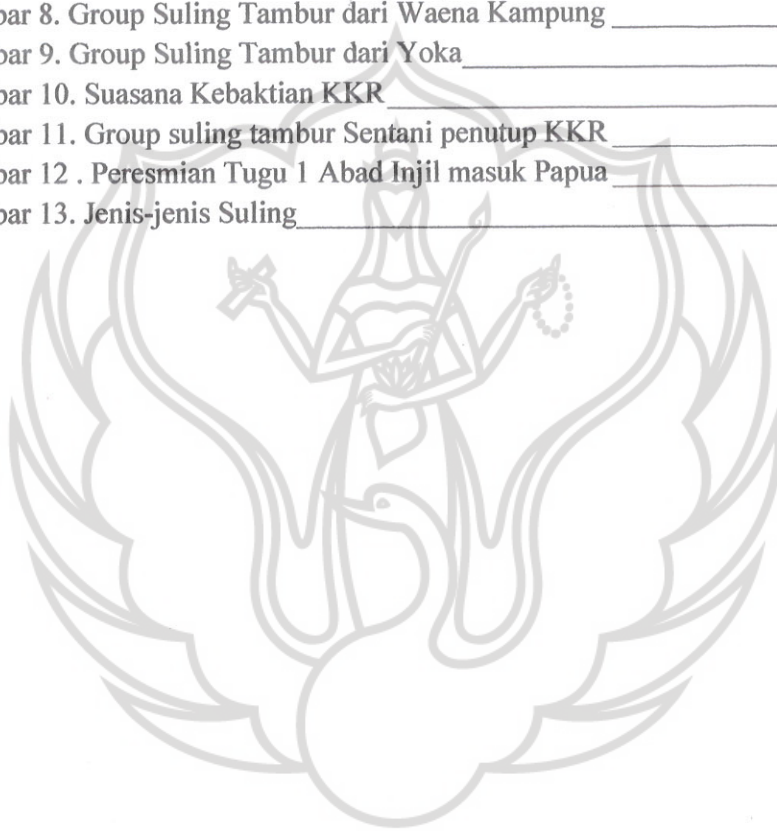 bar 8. Group Suling Tambur dari Waena Kampung
bar 9. Group Suling Tambur dari Yoka
bar 10. Suasana Kebaktian KKR
bar 11. Group suling tambur Sentani penutup KKR
bar 12 . Peresmian Tugu 1 Abad Injil masuk Papua
bar 13. Jenis-jenis Suling